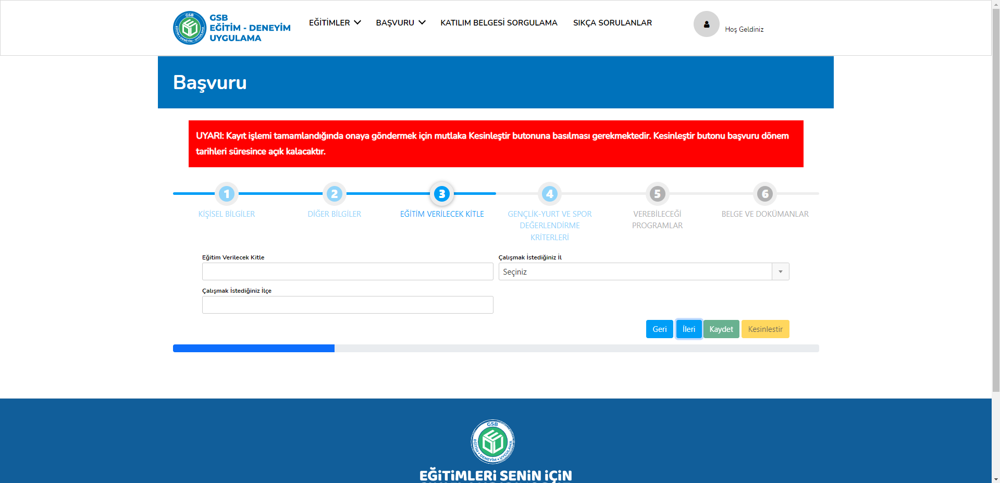 GSB
EĞİTİM - DENEYİM
UYGULAMA
EĞİTİMLER
BAŞVURU
KATILIM BELGESİ SORGULAMA
SIKÇA SORULANLAR
Hoş Geldiniz
Başvuru
UYARI: Kayıt işlemi tamamlandığında onaya göndermek için mutlaka Kesinleştir butonuna basılması gerekmektedir. Kesinleştir butonu başvuru dönem
tarihleri süresince açık kalacaktır.
1
2
3
4
5
6
KİŞİSEL BİLGİLER
DİĞER BİLGİLER
EĞİTİM VERİLECEK KİTLE
GENÇLİK-YURT VE SPOR
DEĞERLENDİRME
KRİTERLERİ
VEREBİLECEĞİ
PROGRAMLAR
BELGE VE DOKÜMANLAR
Eğitim Verilecek Kitle
Çalışmak İstediğiniz İl
Seçiniz
Çalışmak İstediğiniz İlçe
Geri
İleri
Kaydet
Kesinlestir
GSB
EĞİTİM • DENEYİM • UYGULAMA
EĞİTİMLERİ SENİN İÇİN